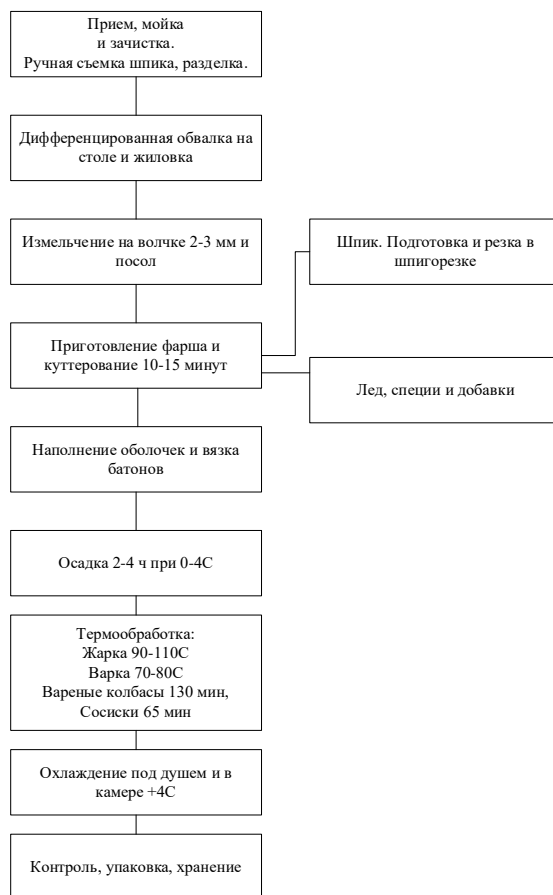 Прием, мойка
и зачистка.
Ручная съемка шпика, разделка.
Дифференцированная обвалка на
столе и жиловка
Измельчение на волчке 2-3 мм и
посол
Шпик. Подготовка и резка в
шпигорезке
Приготовление фарша и
куттерование 10-15 минут
Лед, специи и добавки
Наполнение оболочек и вязка
батонов
Осадка 2-4 ч при 0-4С
Термообработка:
Жарка 90-110С
Варка 70-80С
Вареные колбасы 130 мин,
Сосиски 65 мин
Охлаждение под душем и в
камере +4С
Контроль, упаковка, хранение